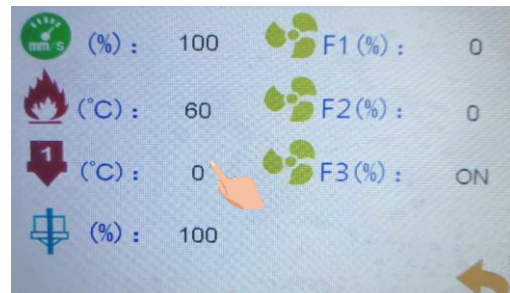 mm/s (%) : 100 F1(%) : 0
(°C) : 60 F2(%) : 0
1 (°C) : 0 F3(%) : ON
(%) : 100